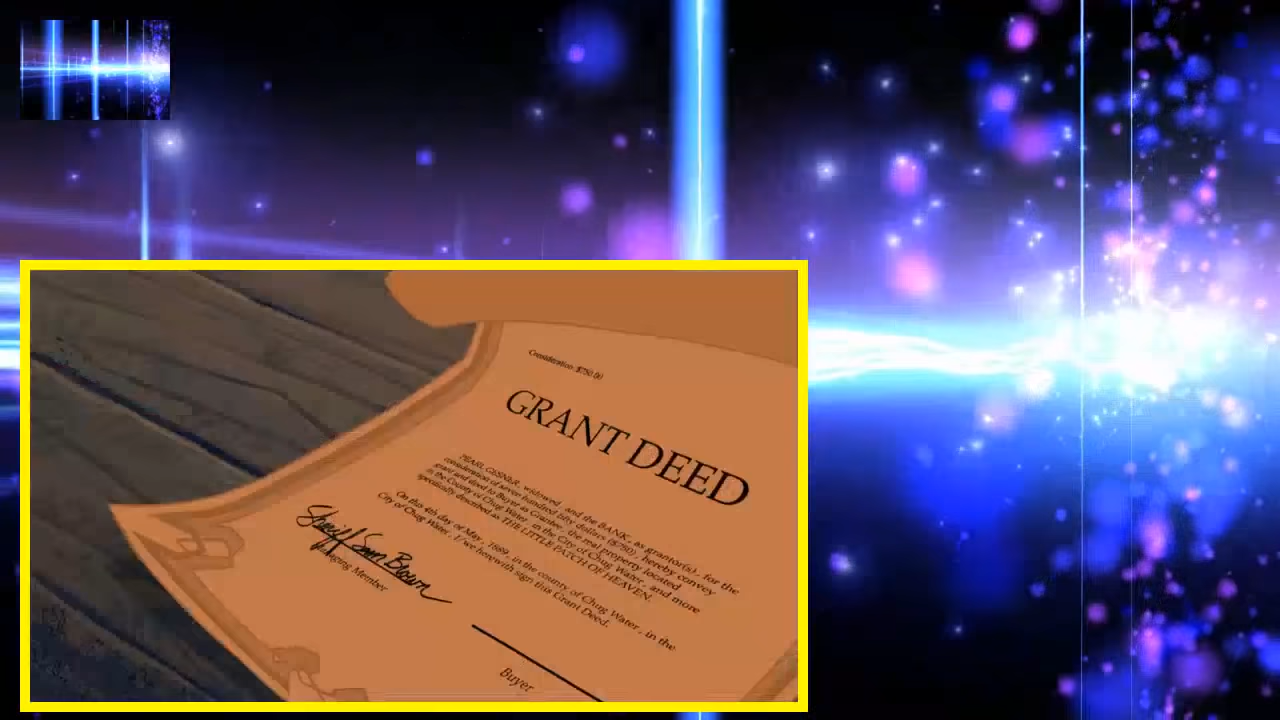 Consideration: $750.00
GRANT DEED
PEARL GESNER, widowed, and the BANK, as grantor(s), for the
consideration of seven hundred fifty dollars ($750), hereby convey
grant and deed to Buyer as Grantee, the real property located
in the County of Chug Water, in the City of Chug Water, and more
specifically described as THE LITTLE PATCH OF HEAVEN.
On the 4th day of May, 1889, in the county of Chug Water, in the
City of Chug Water, I/we herewith sign this Grant Deed.
Sheriff Sam Brown
Member
Buyer